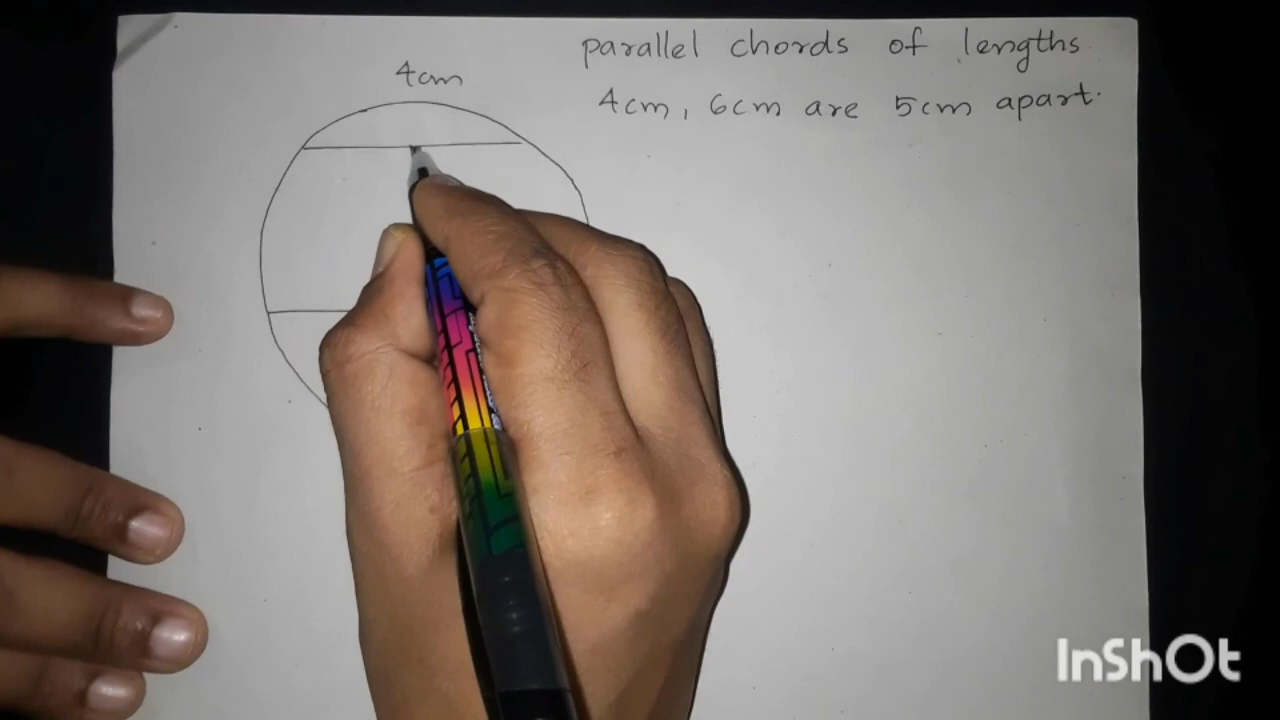 parallel chords of lengths
4cm, 6cm are 5cm apart.
4cm
InShOt